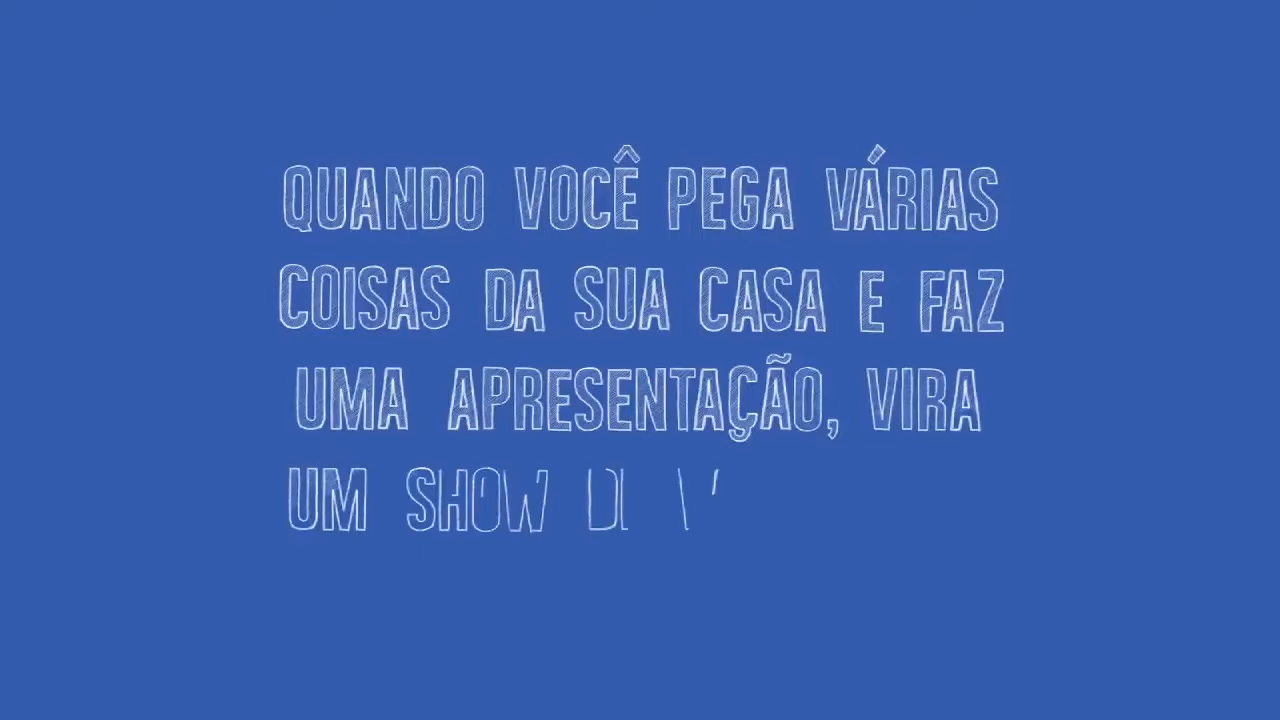 QUANDO VOCÊ PEGA VÁRIAS
COISAS DA SUA CASA E FAZ
UMA APRESENTAÇÃO, VIRA
UM SHOW